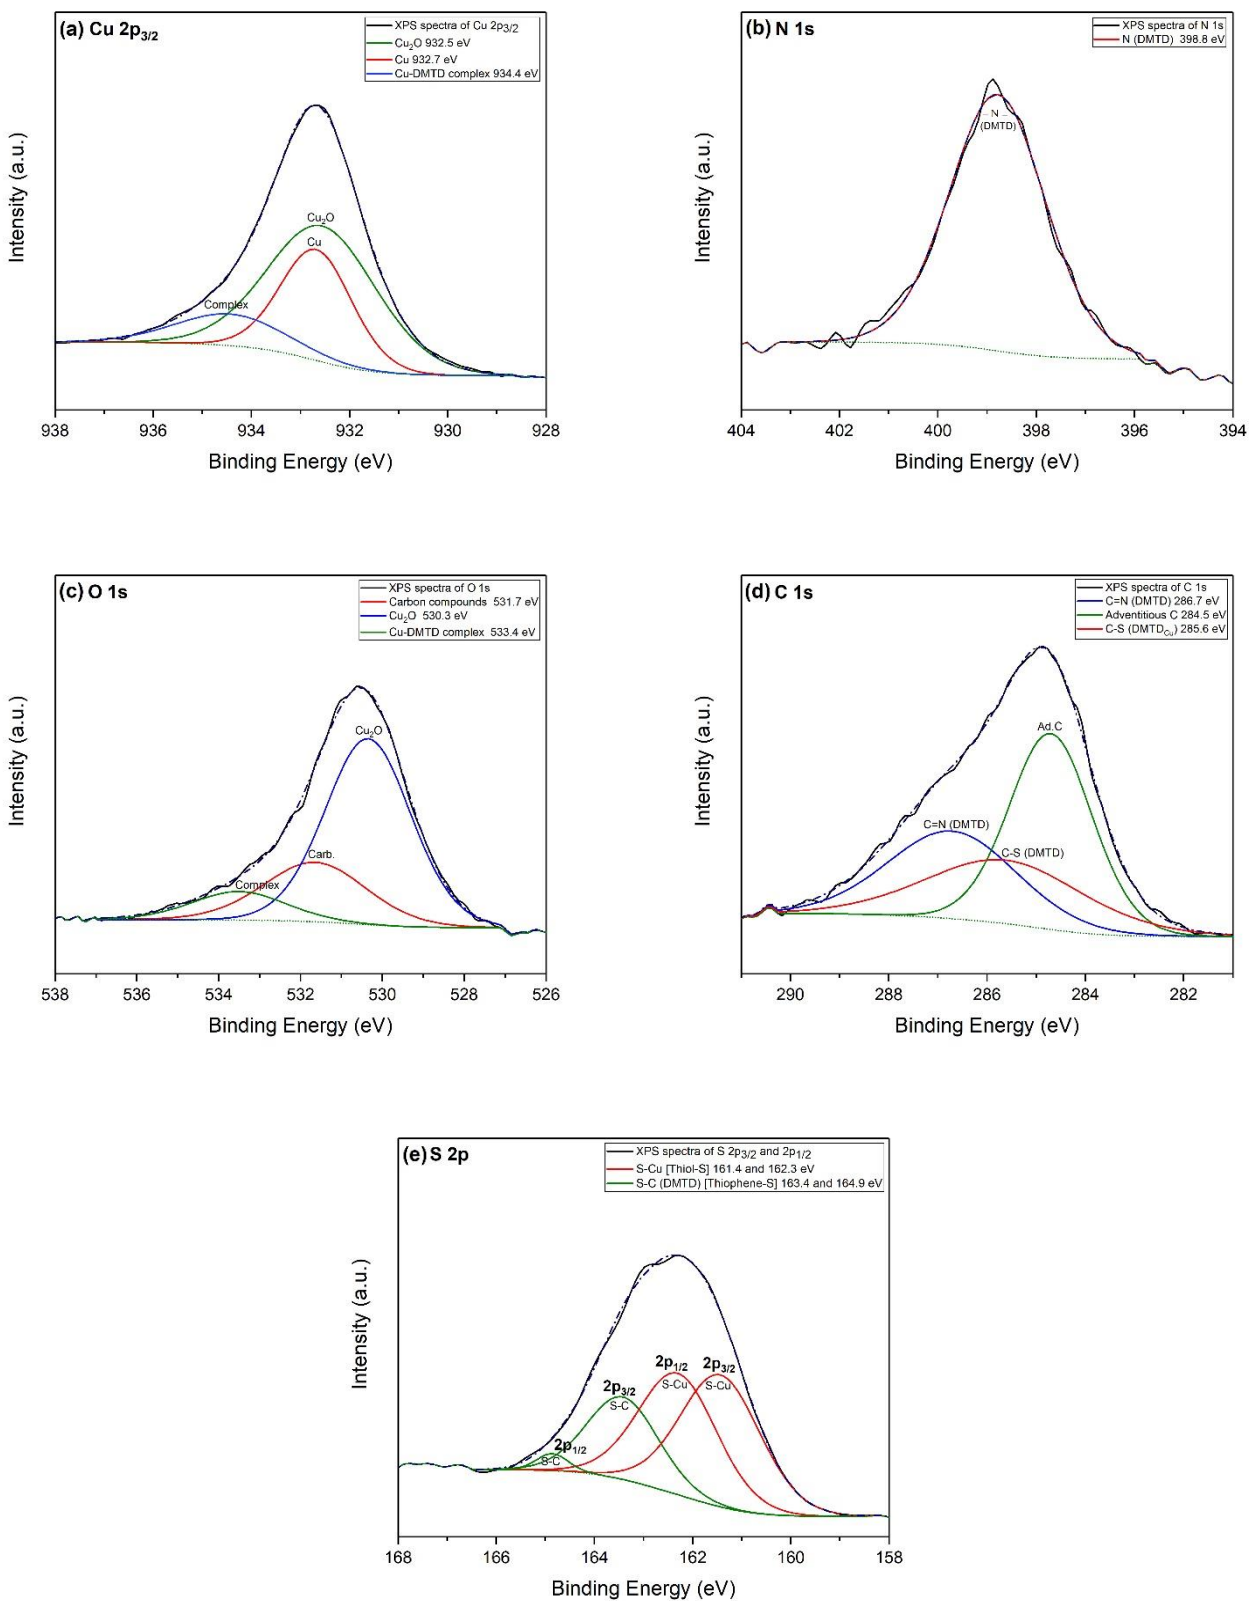 (a) Cu 2p3/2
XPS spectra of Cu 2p3/2
Cu2O 932.5 eV
Cu 932.7 eV
Cu-DMTD complex 934.4 eV
Cu2O
Cu
Complex
Intensity (a.u.)
938 936 934 932 930 928
Binding Energy (eV)
(b) N 1s
XPS spectra of N 1s
N (DMTD) 398.8 eV
N
(DMTD)
Intensity (a.u.)
404 402 400 398 396 394
Binding Energy (eV)
(c) O 1s
XPS spectra of O 1s
Carbon compounds 531.7 eV
Cu2O 530.3 eV
Cu-DMTD complex 533.4 eV
Cu2O
Carb.
Complex
Intensity (a.u.)
538 536 534 532 530 528 526
Binding Energy (eV)
(d) C 1s
XPS spectra of C 1s
C=N (DMTD) 286.7 eV
Adventitious C 284.5 eV
C-S (DMTDCu) 285.6 eV
Ad.C
C=N (DMTD)
C-S (DMTD)
Intensity (a.u.)
290 288 286 284 282
Binding Energy (eV)
(e) S 2p
XPS spectra of S 2p3/2 and 2p1/2
S-Cu [Thiol-S] 161.4 and 162.3 eV
S-C (DMTD) [Thiophene-S] 163.4 and 164.9 eV
2p1/2
S-Cu
2p3/2
S-Cu
2p3/2
S-C
2p1/2
S-C
Intensity (a.u.)
168 166 164 162 160 158
Binding Energy (eV)